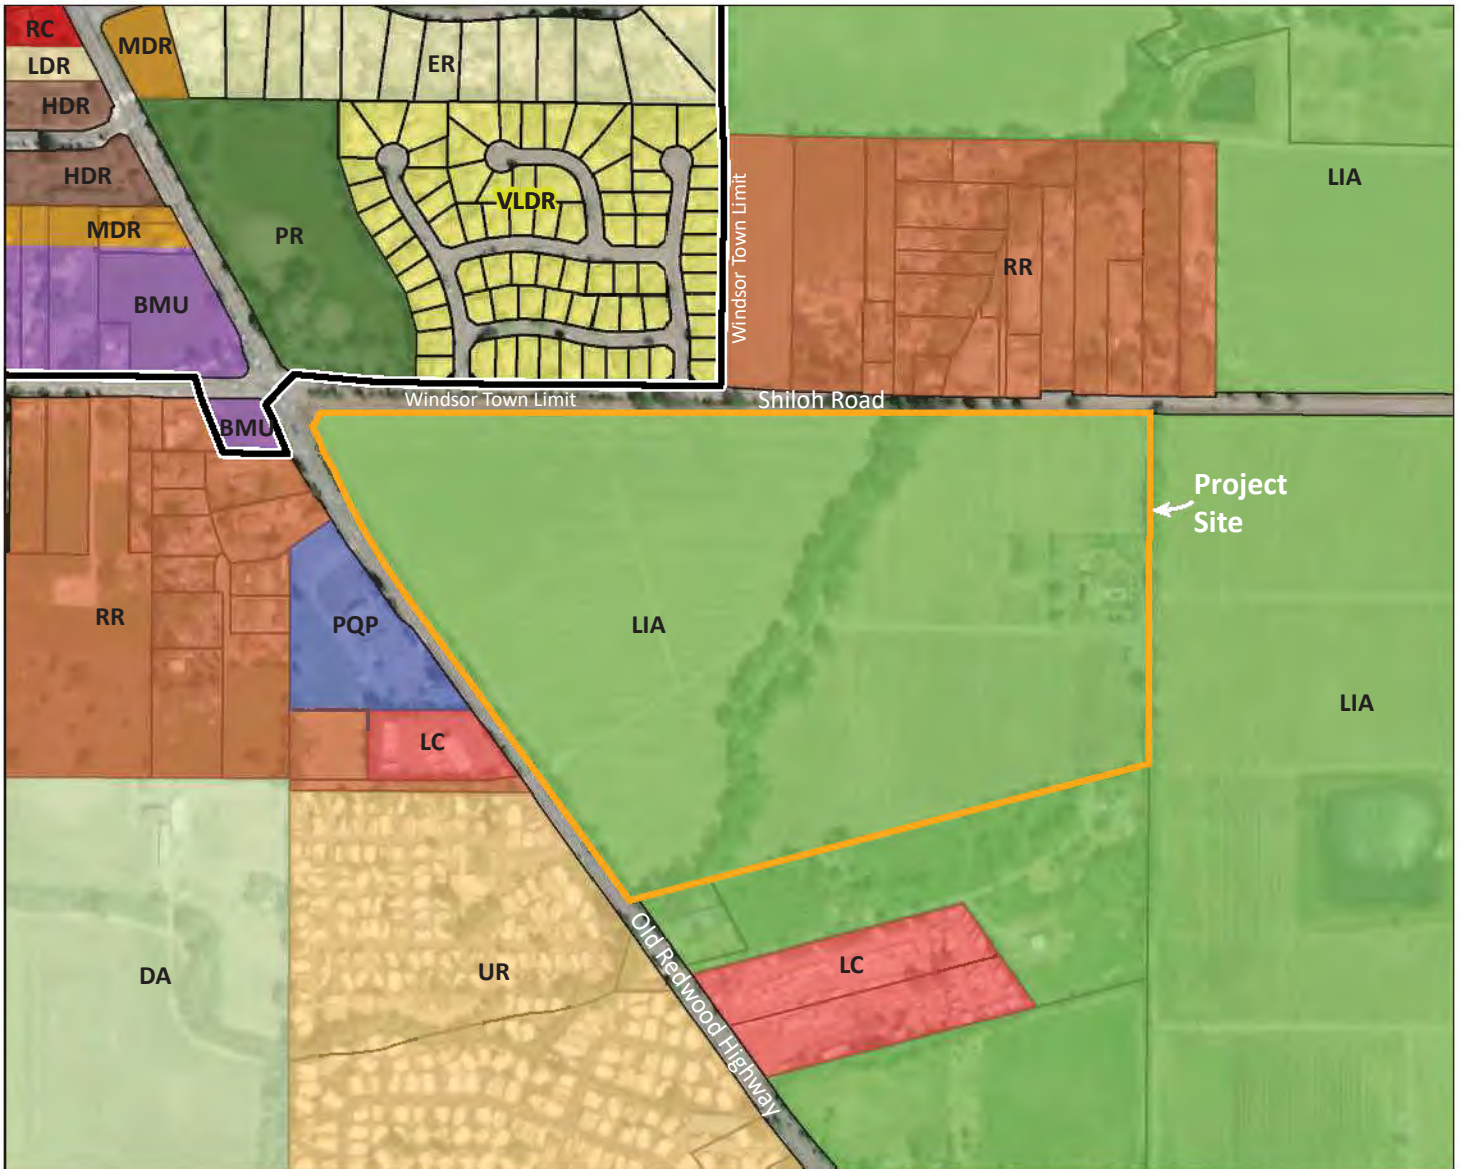 RC
MDR
LDR
ER
HDR
HDR
LIA
VLDR
MDR
PR
Windsor Town Limit
RR
BMU
Windsor Town Limit
Shiloh Road
BMU
Project
Site
RR
PQP
LIA
LIA
LC
Old Redwood Highway
LC
DA
UR